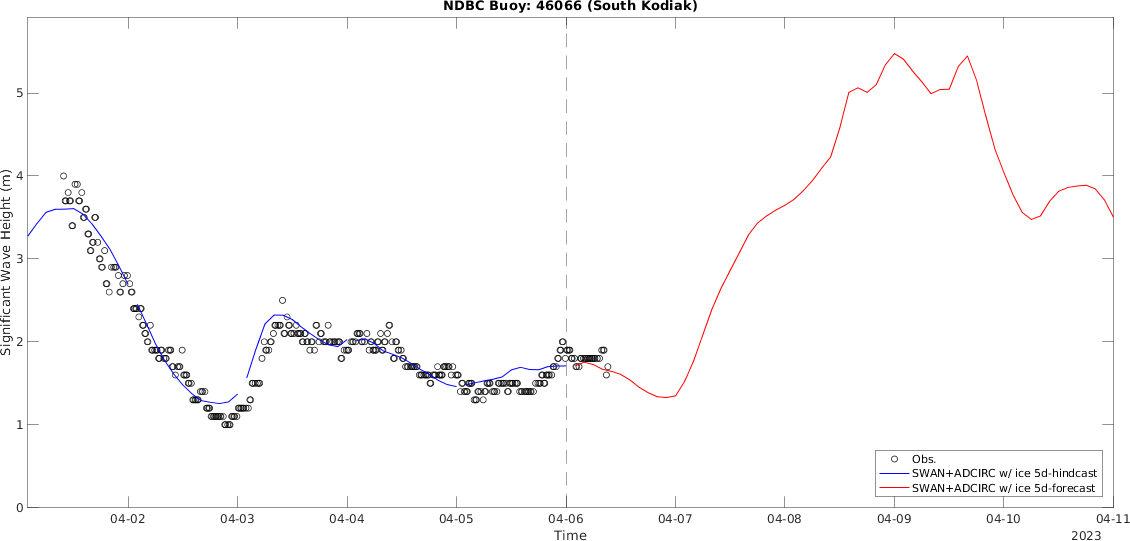 NDBC Buoy: 46066 (South Kodiak)
Significant Wave Height (m)
5
4
3
2
1
0
Obs.
SWAN+ADCIRC w/ ice 5d-hindcast
SWAN+ADCIRC w/ ice 5d-forecast
04-02 04-03 04-04 04-05 04-06 04-07 04-08 04-09 04-10 04-11
Time
2023